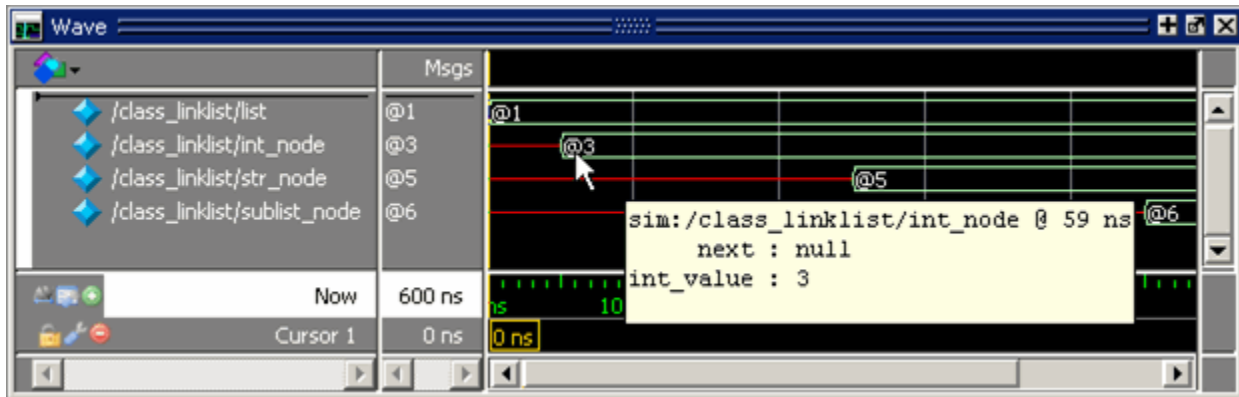 Wave
Msgs
/class_linklist/list @1 @1
/class_linklist/int_node @3 @3
/class_linklist/str_node @5 @5
/class_linklist/sublist_node @6 @6
sim:/class_linklist/int_node @ 59 ns
next : null
int_value : 3
Now 600 ns ns 10
Cursor 1 0 ns 0 ns